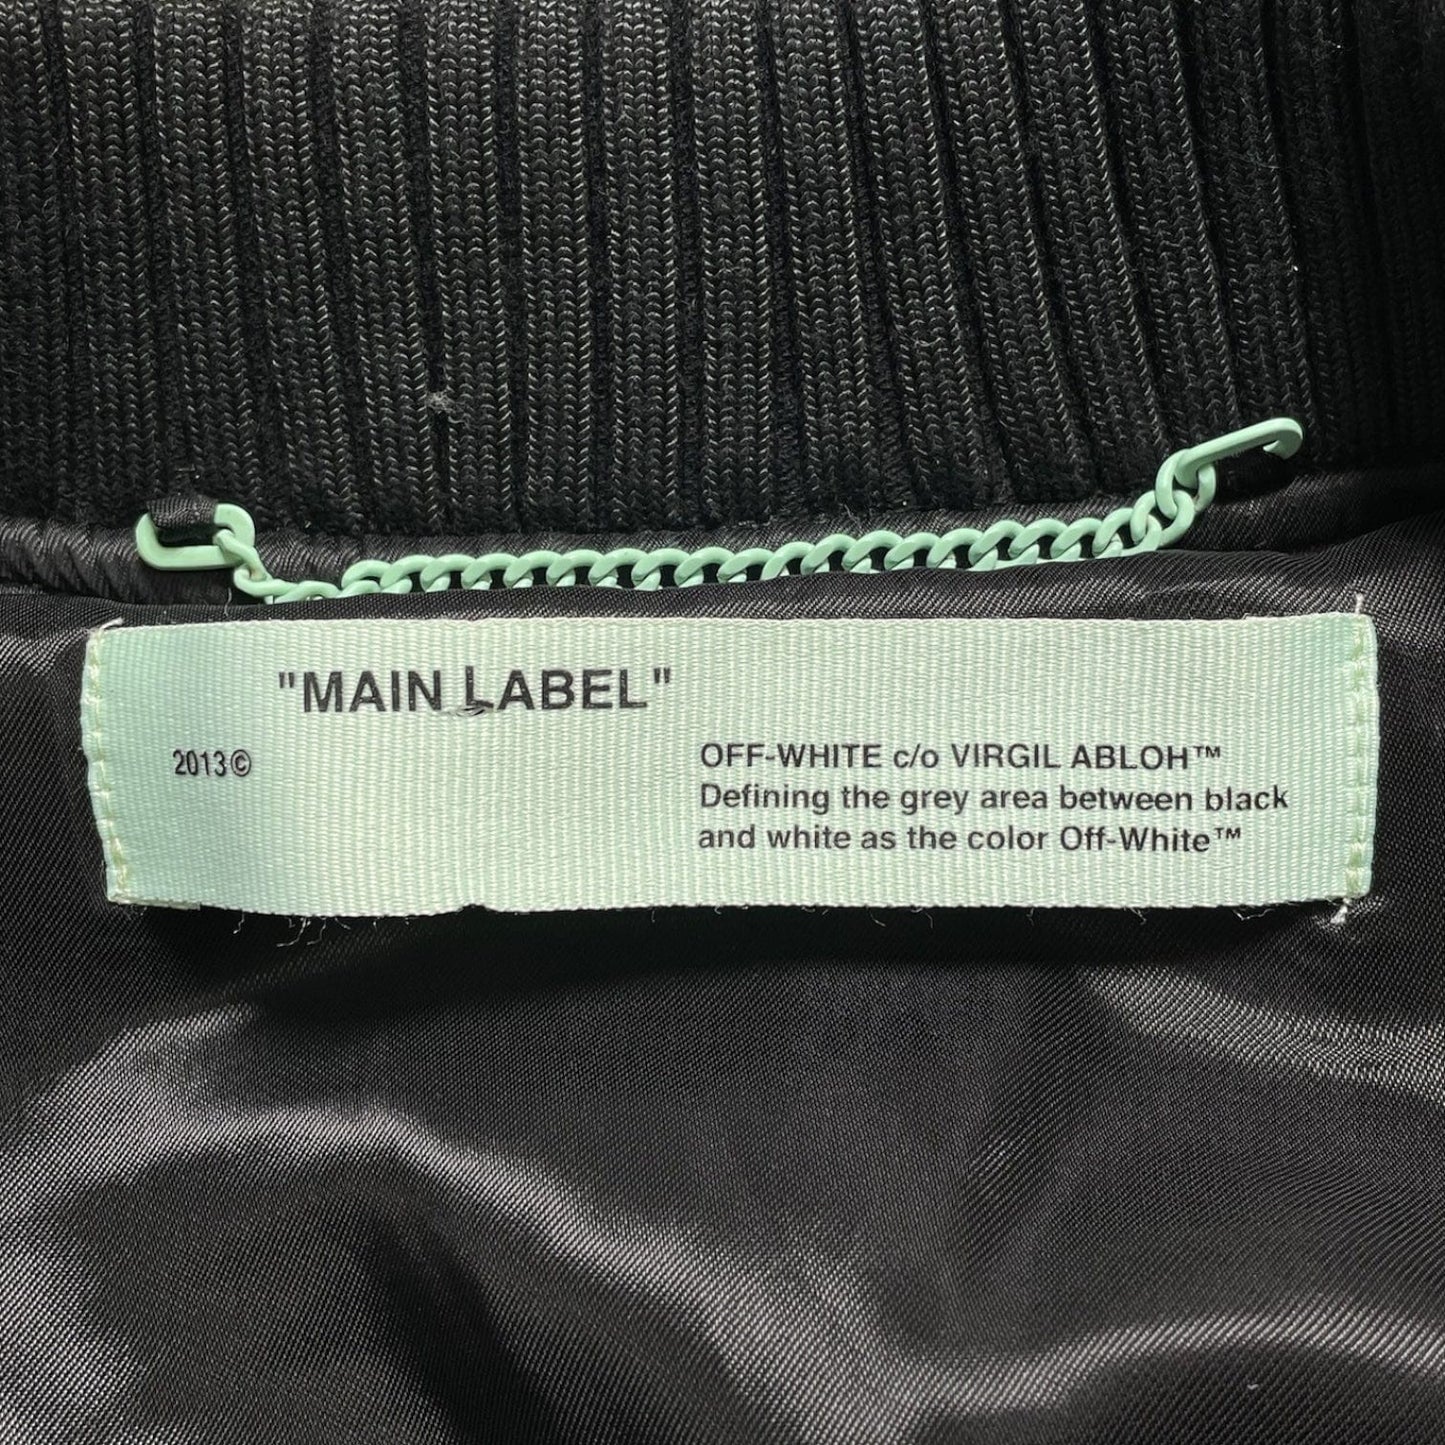 "MAIN LABEL"
2013©
OFF-WHITE c/o VIRGIL ABLOH™
Defining the grey area between black
and white as the color Off-White™